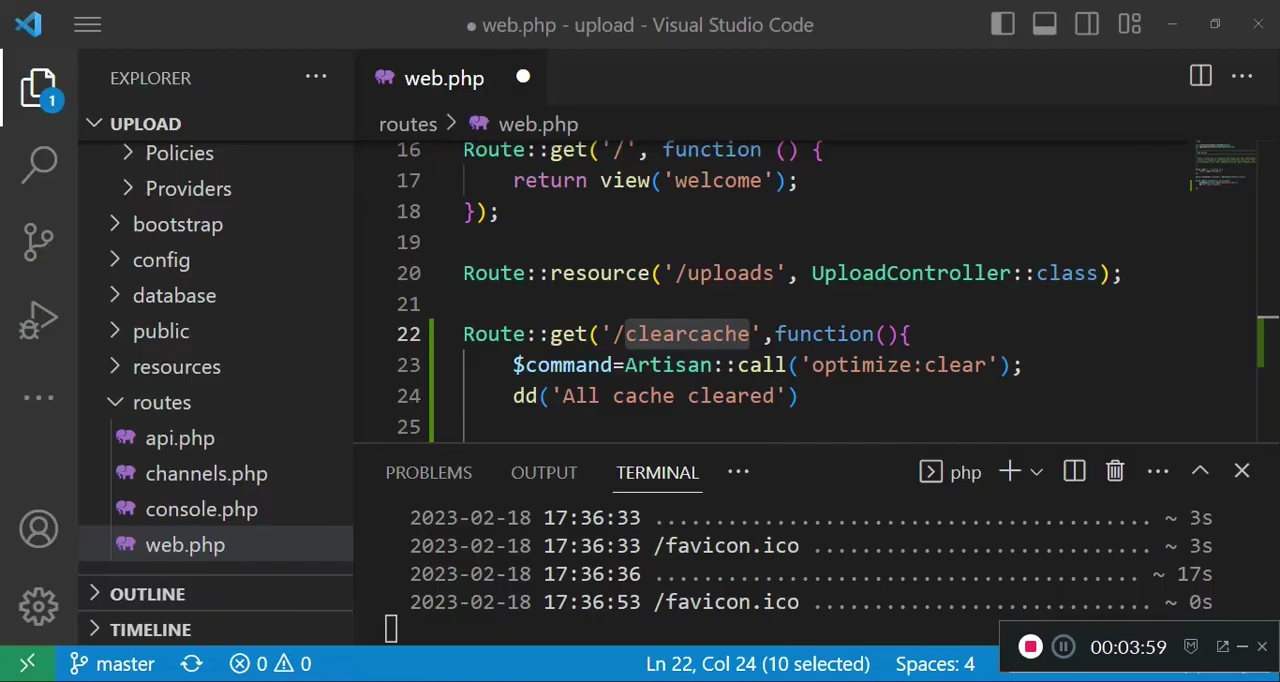 ● web.php - upload - Visual Studio Code
EXPLORER
web.php
1
UPLOAD
routes > web.php
Policies
Providers
bootstrap
config
database
public
resources
routes
api.php
channels.php
console.php
web.php
OUTLINE
TIMELINE
16 Route::get('/', function () {
17 return view('welcome');
18 });
19
20 Route::resource('/uploads', UploadController::class);
21
22 Route::get('/clearcache',function(){
23 $command=Artisan::call('optimize:clear');
24 dd('All cache cleared')
25
PROBLEMS OUTPUT TERMINAL php
2023-02-18 17:36:33 ........................................ ~ 3s
2023-02-18 17:36:33 /favicon.ico ........................... ~ 3s
2023-02-18 17:36:36 ....................................... ~ 17s
2023-02-18 17:36:53 /favicon.ico ........................... ~ 0s
00:03:59
master 0 0 Ln 22, Col 24 (10 selected) Spaces: 4